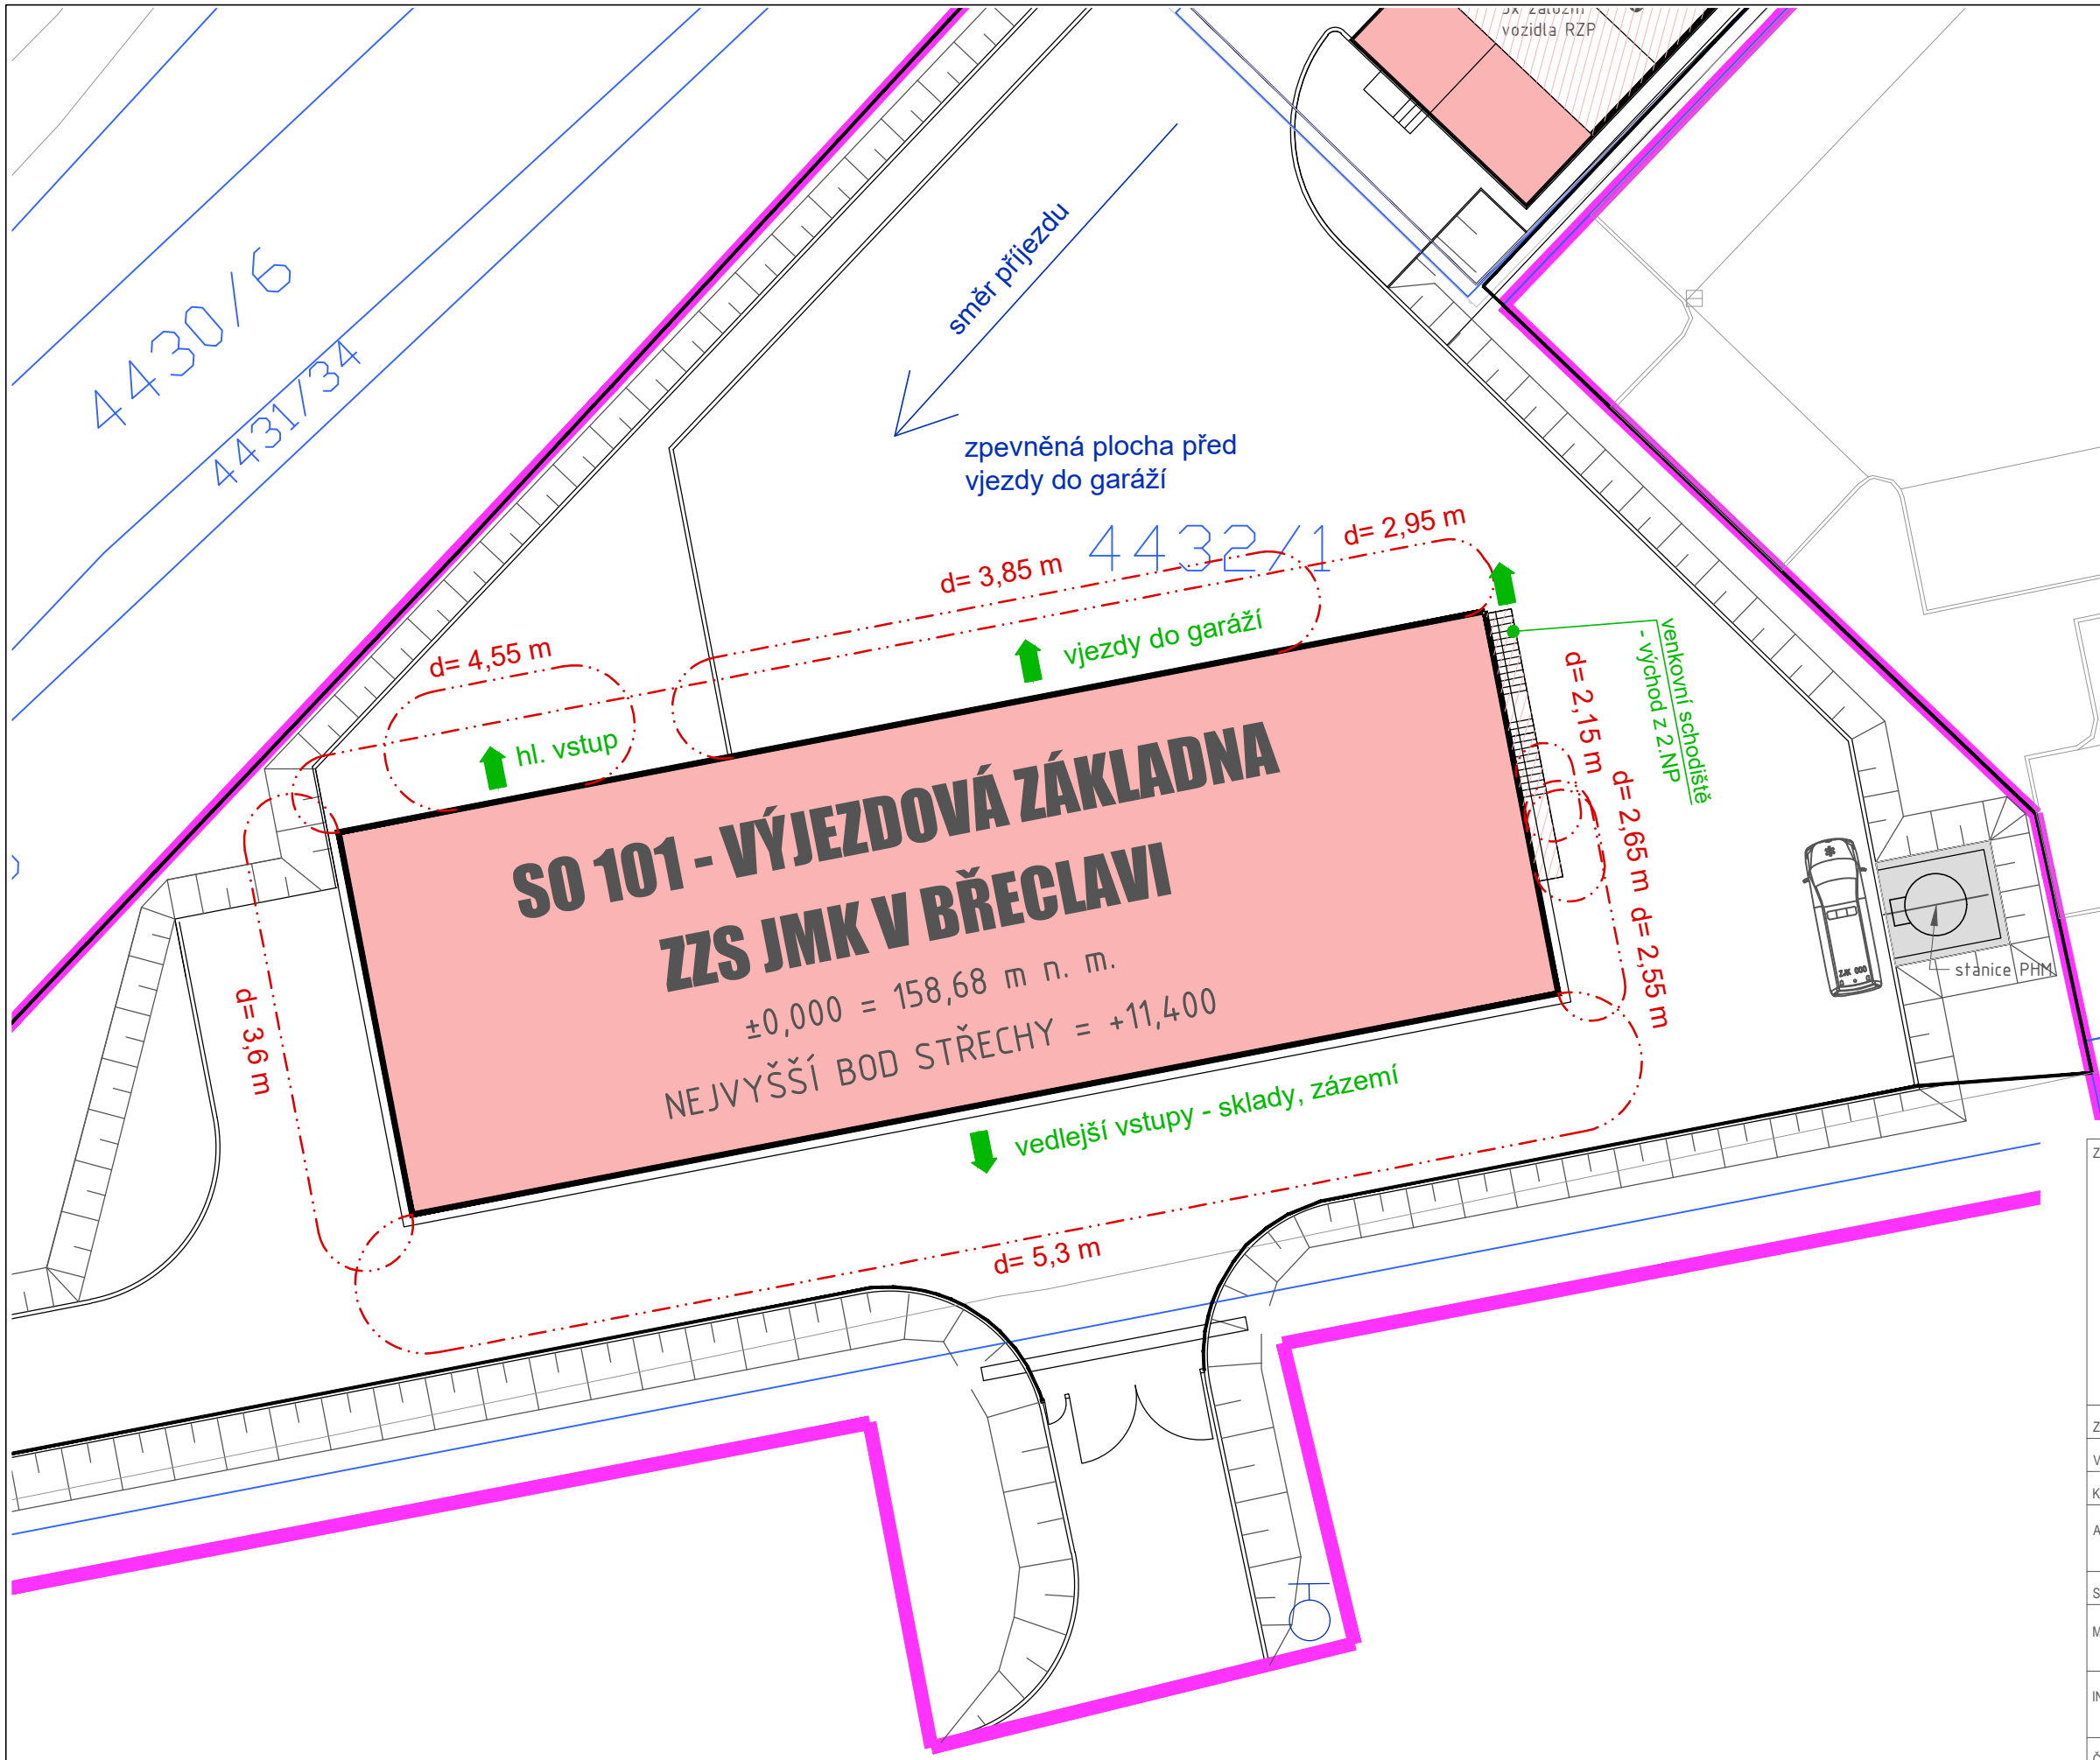 vozidla RZP
4430/6
4431/34
směr příjezdu
zpevněná plocha před
vjezdy do garáží
4432/1
d= 2,95 m
d= 3,85 m
d= 4,55 m
vjezdy do garáží
hl. vstup
venkovní schodiště
- východ z 2.NP
d= 2,15 m
d= 2,65 m
d= 2,55 m
SO 101 - VÝJEZDOVÁ ZÁKLADNA
ZZS JMK V BŘECLAVI
±0,000 = 158,68 m n. m.
NEJVYŠŠÍ BOD STŘECHY = +11,400
stanice PHM
d= 3,6 m
vedlejší vstupy - sklady, zázemí
d= 5,3 m
Z
Z
V
K
A
S
M
IN